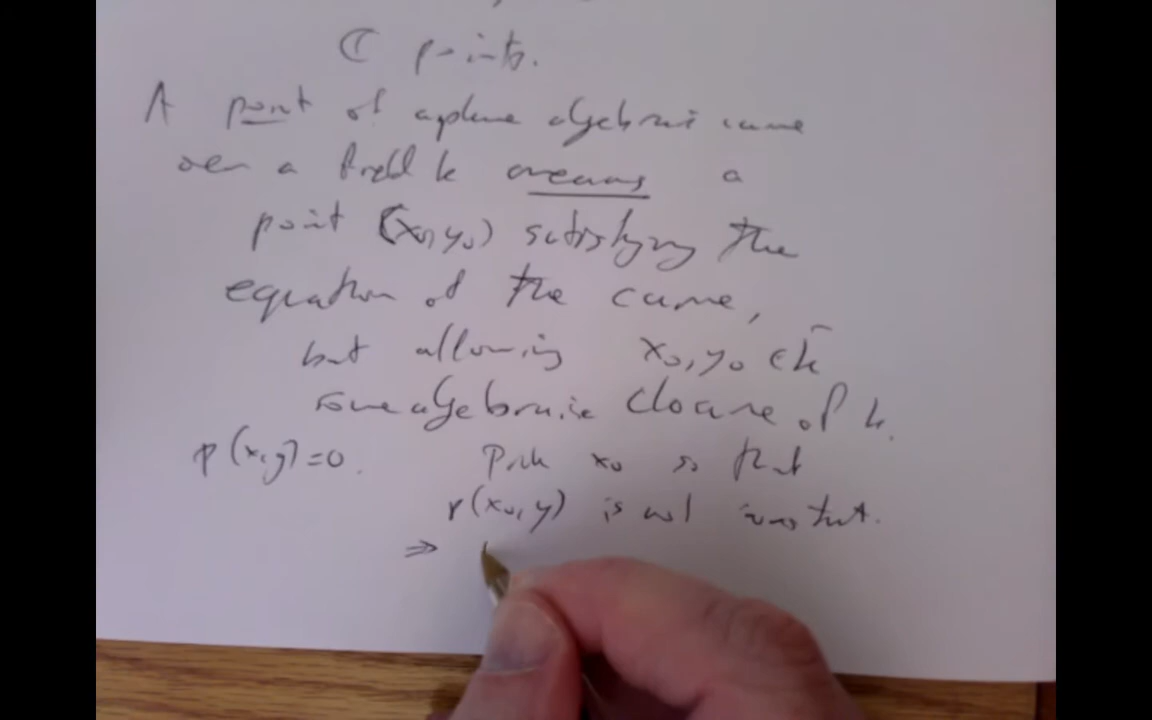 ℂ points.
A point of a plane algebraic curve
over a field k means a
point (x₀, y₀) satisfying the
equation of the curve,
but allowing x₀, y₀ ∈ k̄
some algebraic closure of k.
p(x,y)=0. Pick x₀ so that
p(x₀, y) is not constant.
⇒